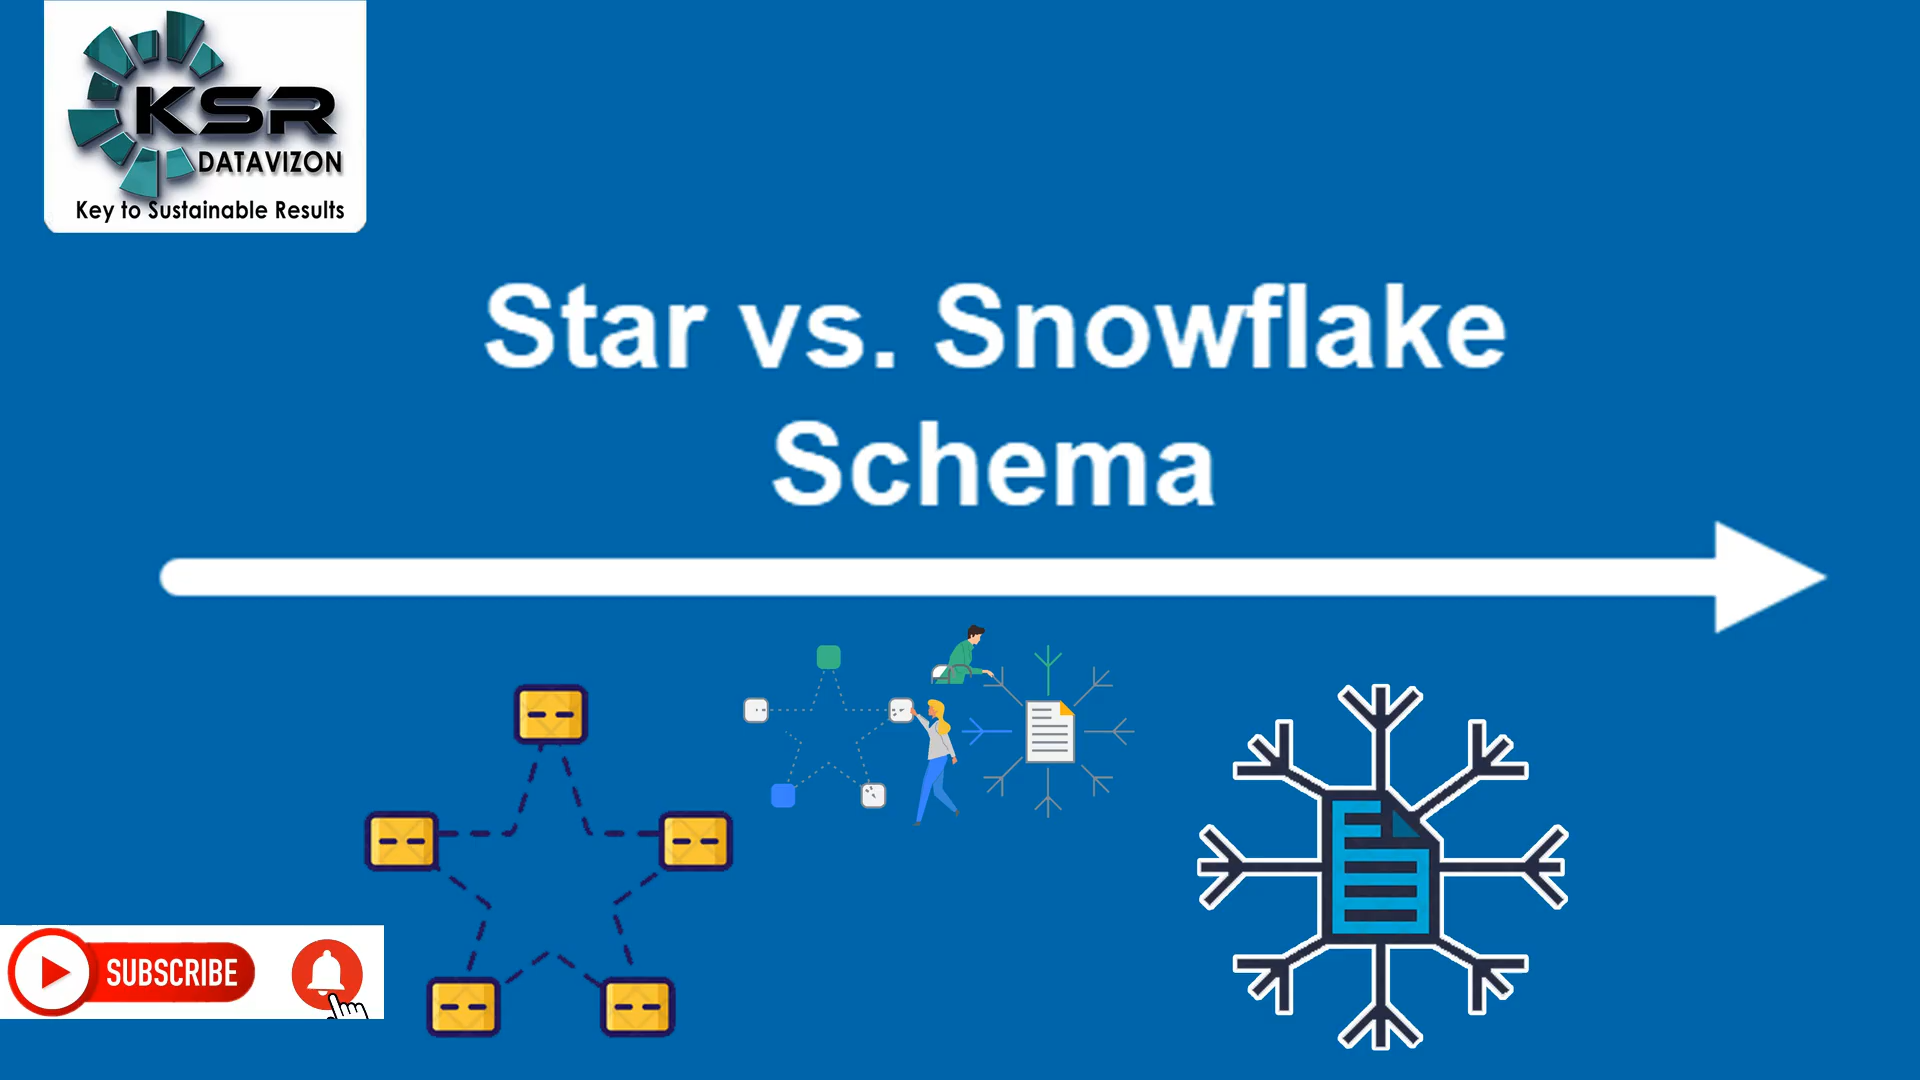 KSR
DATAVIZON
Key to Sustainable Results
Star vs. Snowflake
Schema
SUBSCRIBE